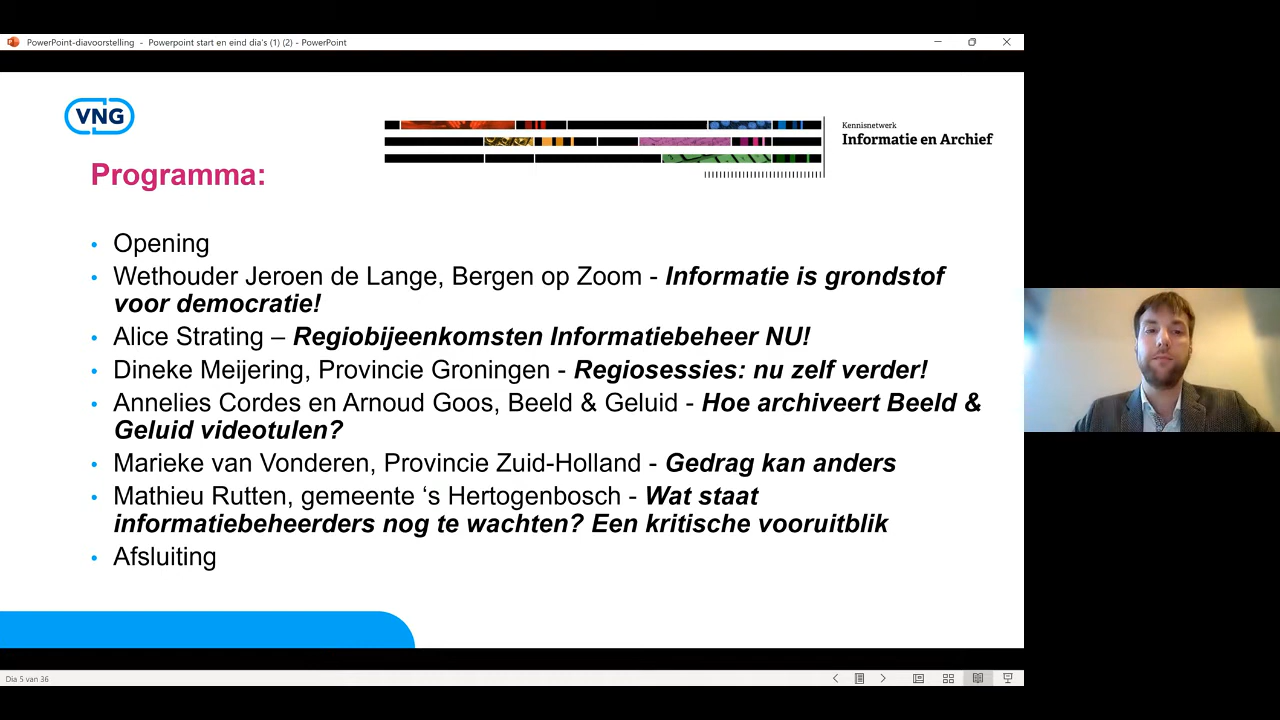 PowerPoint-diavoorstelling - Powerpoint start en eind dia's (1) (2) - PowerPoint
VNG
Kennisnetwerk
Informatie en Archief
Programma:
• Opening
• Wethouder Jeroen de Lange, Bergen op Zoom - Informatie is grondstof
voor democratie!
• Alice Strating – Regiobijeenkomsten Informatiebeheer NU!
• Dineke Meijering, Provincie Groningen - Regiosessies: nu zelf verder!
• Annelies Cordes en Arnoud Goos, Beeld & Geluid - Hoe archiveert Beeld &
Geluid videotulen?
• Marieke van Vonderen, Provincie Zuid-Holland - Gedrag kan anders
• Mathieu Rutten, gemeente ‘s Hertogenbosch - Wat staat
informatiebeheerders nog te wachten? Een kritische vooruitblik
• Afsluiting
Dia 5 van 36